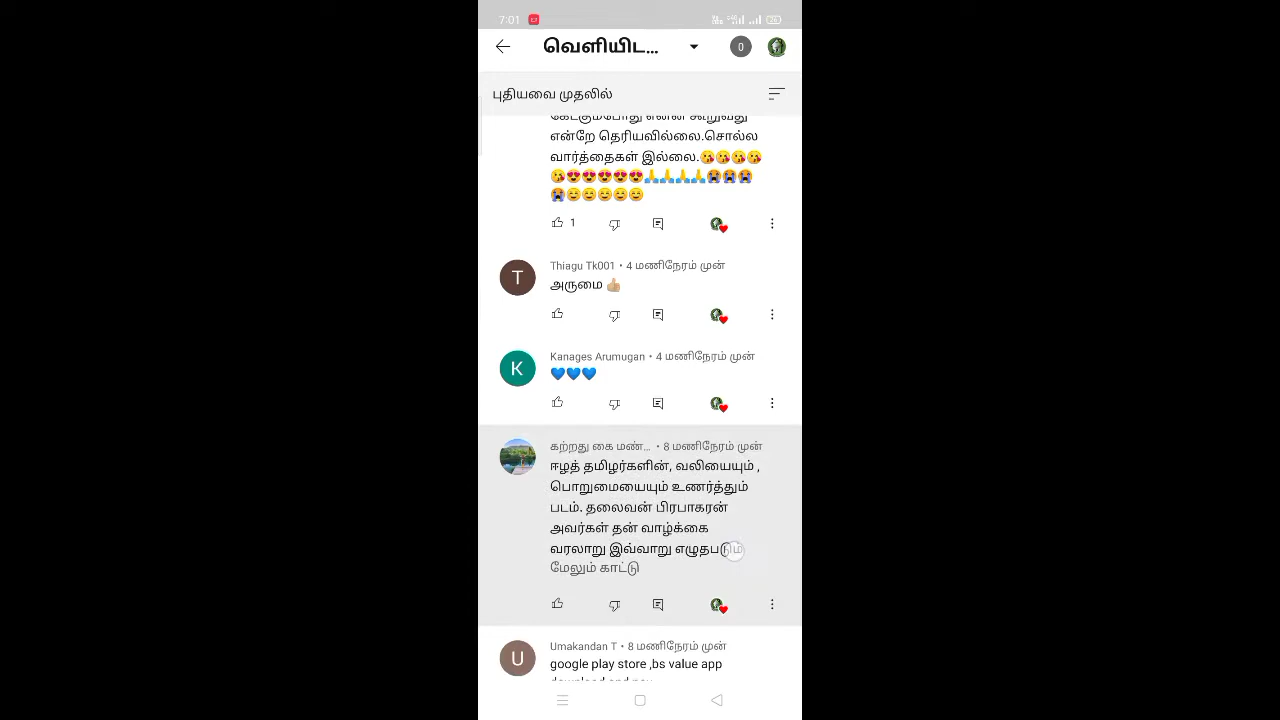 7:01
வெளியிட...
0
புதியவை முதலில்
கேட்கும்போது என்ன கூறுவது
என்றே தெரியவில்லை.சொல்ல
வார்த்தைகள் இல்லை.😘😘😘😘
😘😍😍😍😍😍🙏🙏🙏🙏😭😭😭
😭😊😊😊😊😊
1
Thiagu Tk001 • 4 மணிநேரம் முன்
T
அருமை 👍🏼
Kanages Arumugan • 4 மணிநேரம் முன்
K
💙💙💙
கற்றது கை மண்... • 8 மணிநேரம் முன்
ஈழத் தமிழர்களின், வலியையும் ,
பொறுமையையும் உணர்த்தும்
படம். தலைவன் பிரபாகரன்
அவர்கள் தன் வாழ்க்கை
வரலாறு இவ்வாறு எழுதபடும்
மேலும் காட்டு
Umakandan T • 8 மணிநேரம் முன்
U
google play store ,bs value app